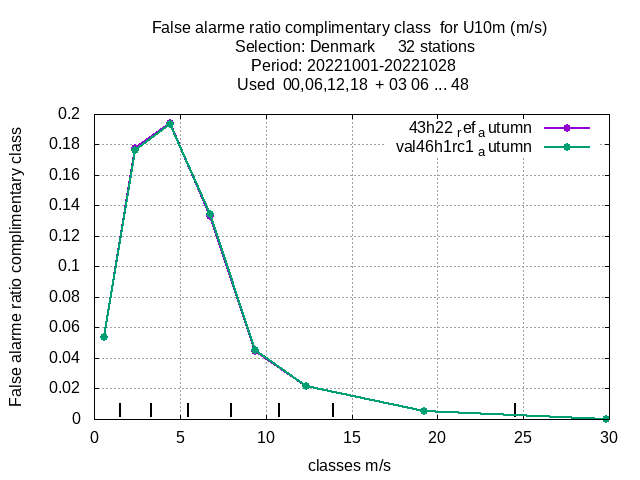 False alarme ratio complimentary class for U10m (m/s)
Selection: Denmark 32 stations
Period: 20221001-20221028
Used 00,06,12,18 + 03 06 ... 48
False alarme ratio complimentary class
0.2
0.18
0.16
0.14
0.12
0.1
0.08
0.06
0.04
0.02
0
43h22 ref autumn
val46h1rc1 autumn
0 5 10 15 20 25 30
classes m/s